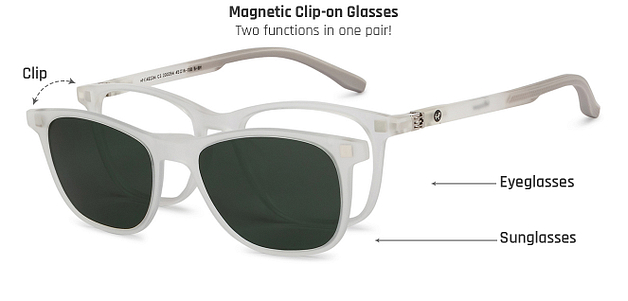 Magnetic Clip-on Glasses
Two functions in one pair!
Clip
Eyeglasses
Sunglasses